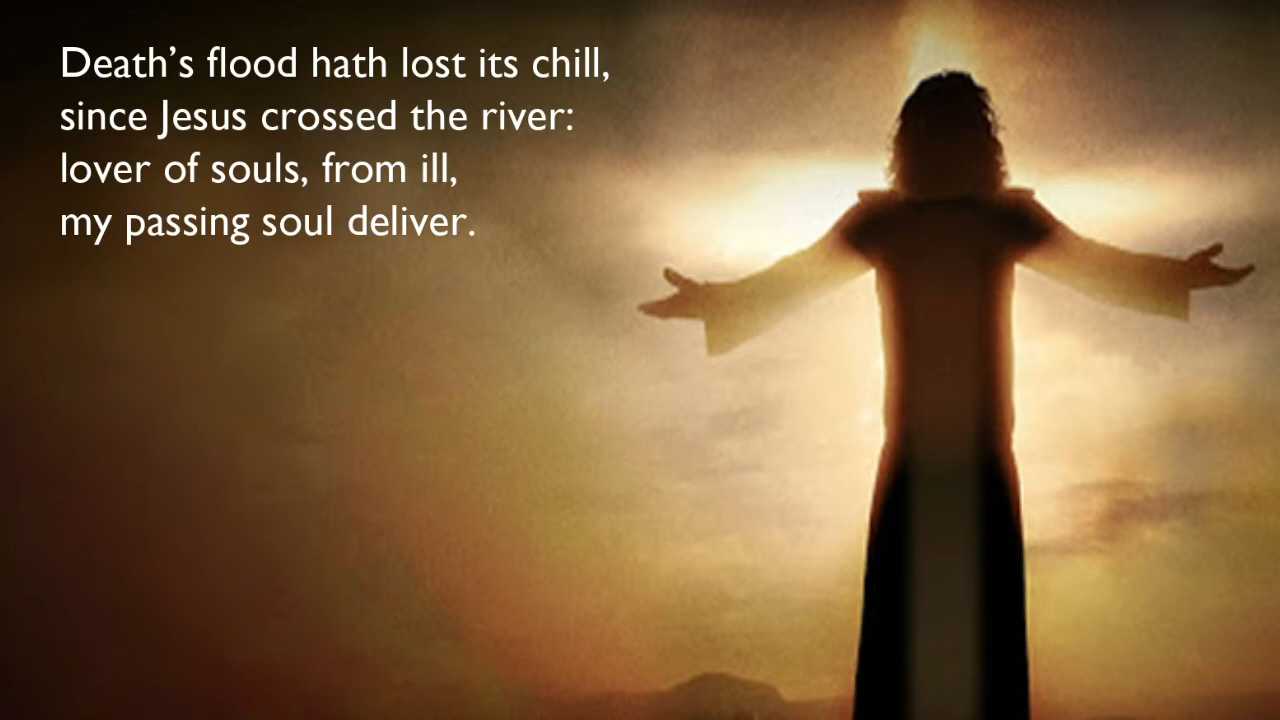 Death’s flood hath lost its chill,
since Jesus crossed the river:
lover of souls, from ill,
my passing soul deliver.